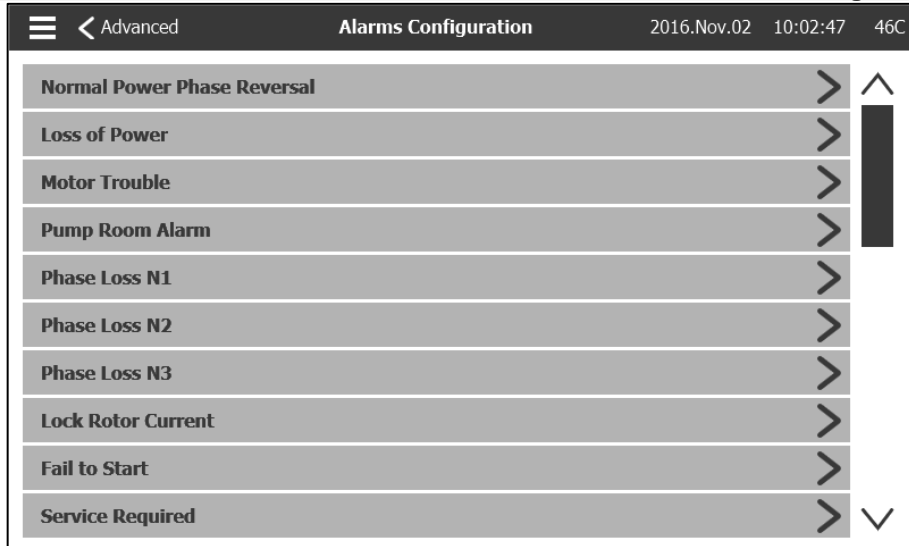 Advanced Alarms Configuration 2016.Nov.02 10:02:47 46C
Normal Power Phase Reversal
Loss of Power
Motor Trouble
Pump Room Alarm
Phase Loss N1
Phase Loss N2
Phase Loss N3
Lock Rotor Current
Fail to Start
Service Required